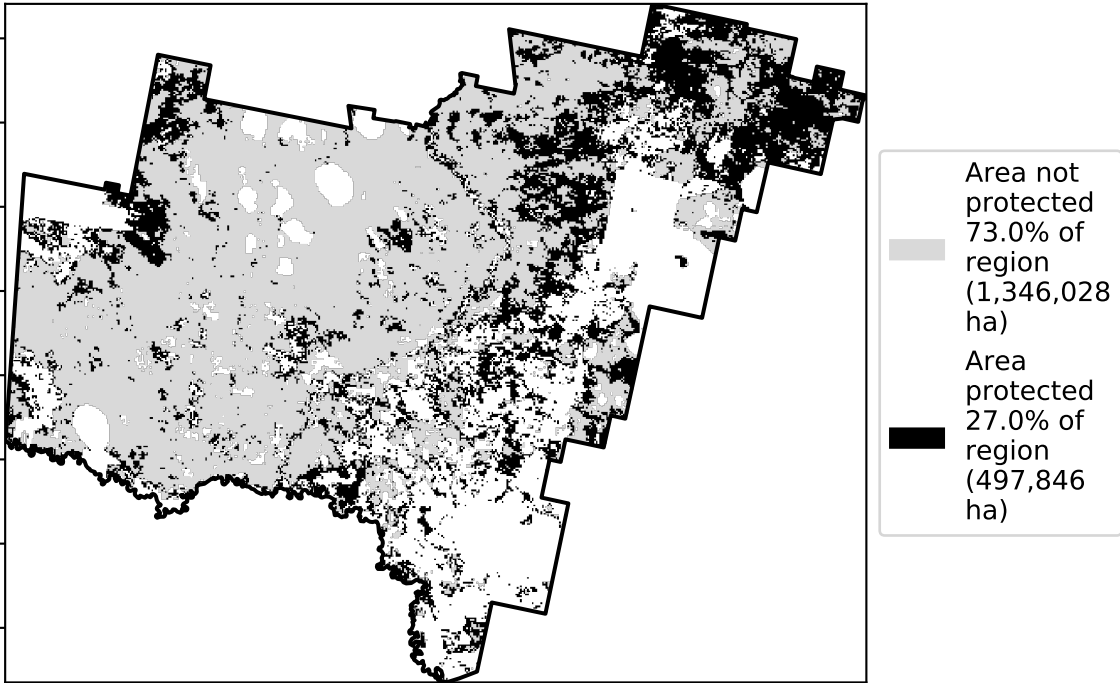 Area not
protected
73.0% of
region
(1,346,028
ha)
Area
protected
27.0% of
region
(497,846
ha)